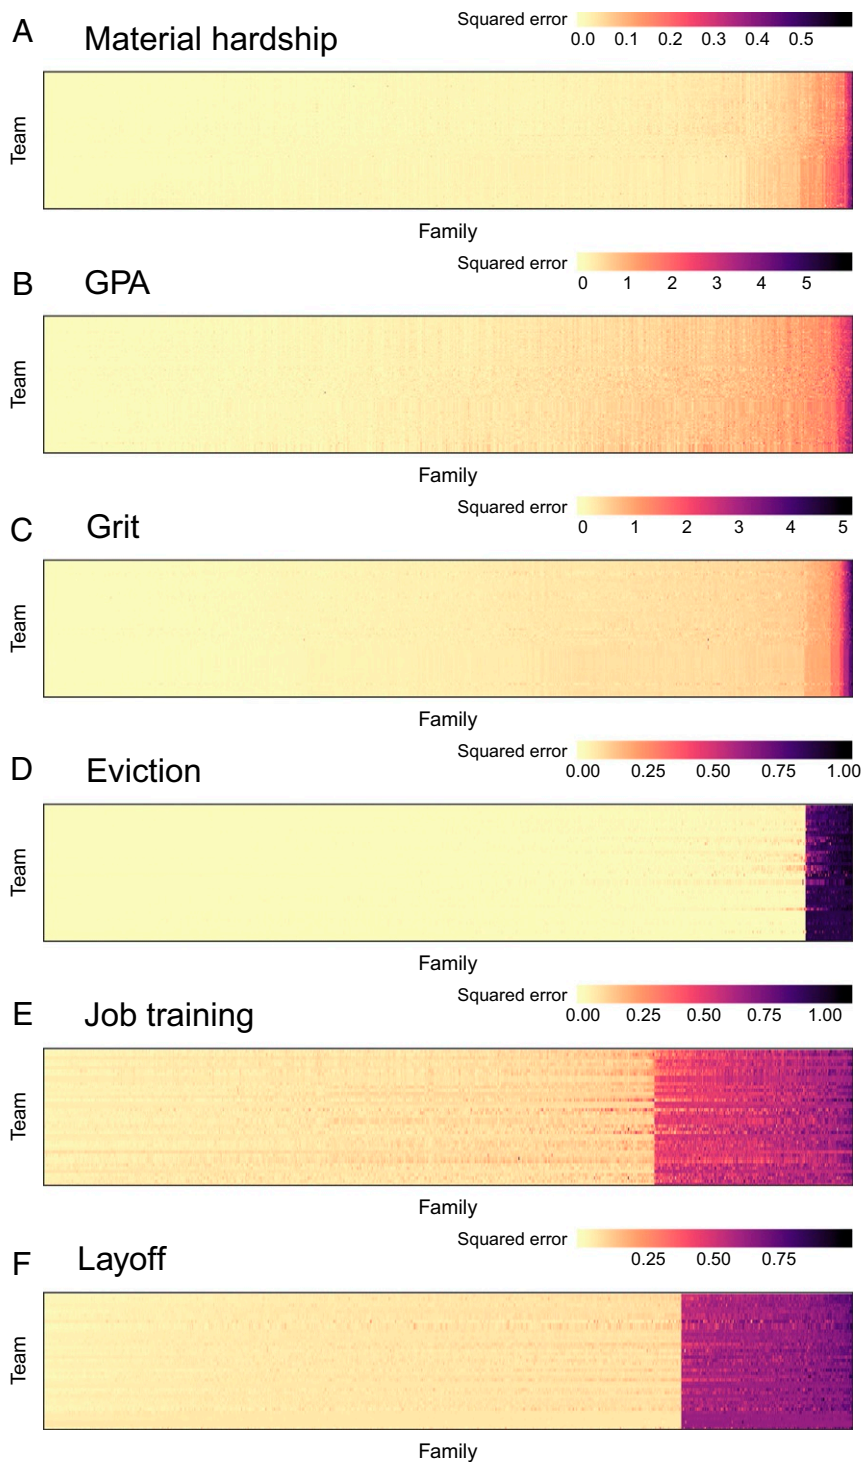 A
Material hardship
Squared error
0.0 0.1 0.2 0.3 0.4 0.5
Team
Family
B
GPA
Squared error
0 1 2 3 4 5
Team
Family
C
Grit
Squared error
0 1 2 3 4 5
Team
Family
D
Eviction
Squared error
0.00 0.25 0.50 0.75 1.00
Team
Family
E
Job training
Squared error
0.00 0.25 0.50 0.75 1.00
Team
Family
F
Layoff
Squared error
0.25 0.50 0.75
Team
Family